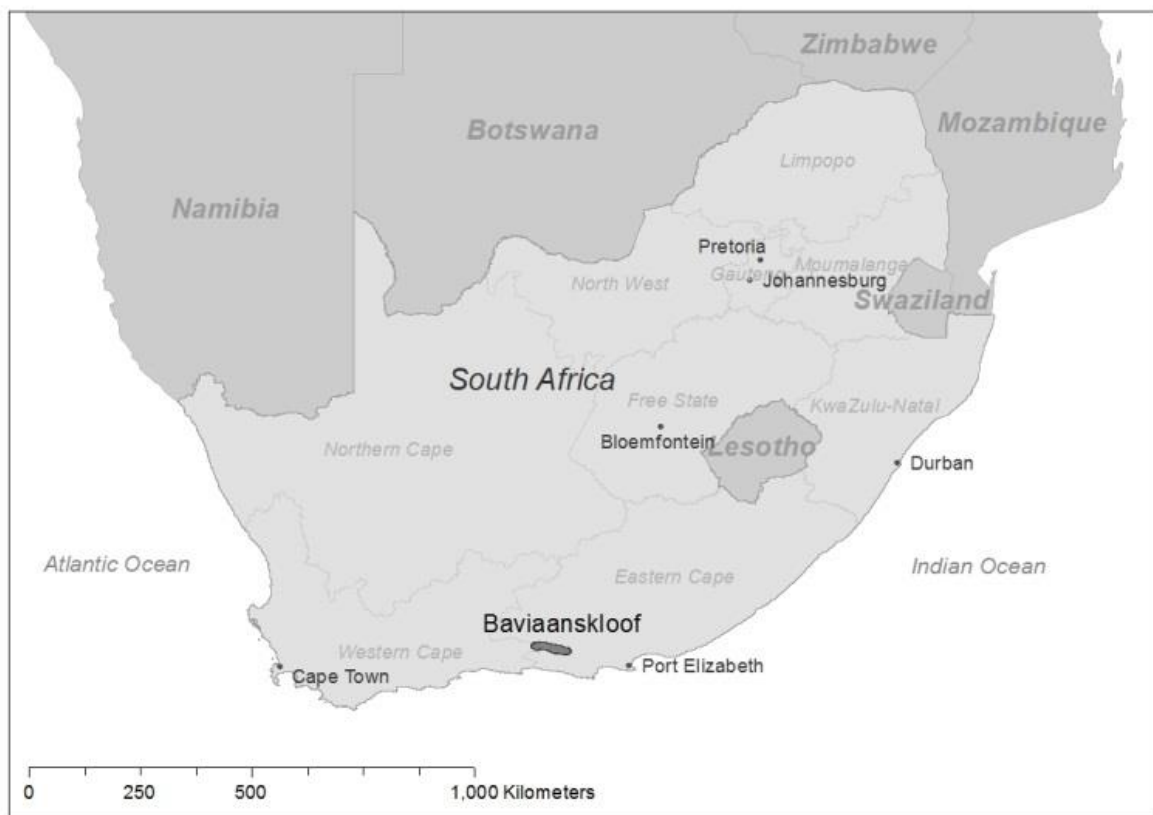 Zimbabwe
Mozambique
Botswana
Limpopo
Namibia
Pretoria
Mpumalanga
North West
Gauteng
Johannesburg
Swaziland
South Africa
Free State
KwaZulu-Natal
Bloemfontein
Lesotho
Northern Cape
Durban
Atlantic Ocean
Indian Ocean
Eastern Cape
Baviaanskloof
Western Cape
Port Elizabeth
Cape Town
0 250 500 1,000 Kilometers